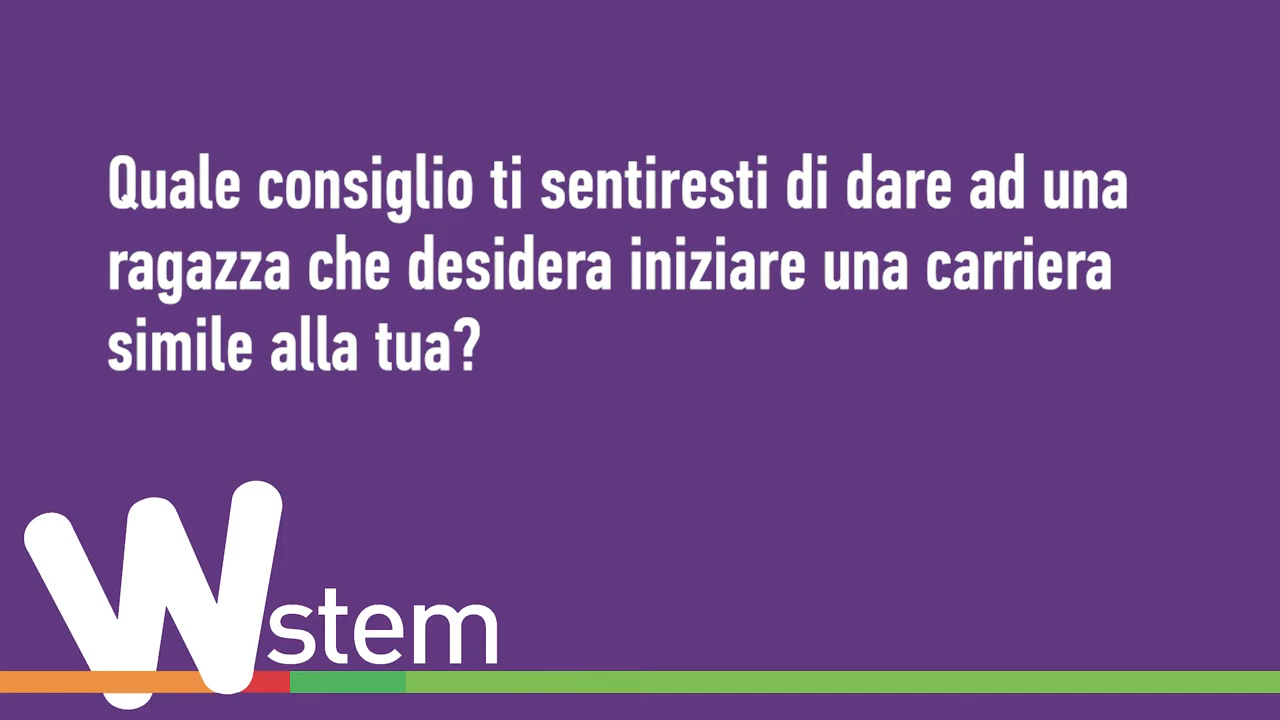 Quale consiglio ti sentiresti di dare ad una
ragazza che desidera iniziare una carriera
simile alla tua?
Wstem